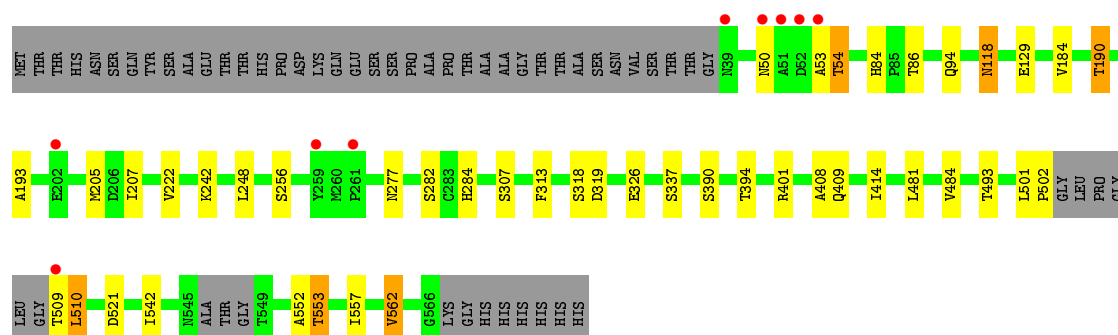 MET THR THR HIS ASN SER GLN TYR SER ALA GLU THR THR HIS PRO ASP LYS GLN GLU SER SER PRO ALA PRO THR ALA ALA GLY THR THR ALA SER ASN VAL SER THR THR GLY N39 N50 A51 D52 A53 T54 H84 P85 T86 Q94 N118 E129 V184 T190
A193 E202 M205 D206 I207 V222 K242 L248 S256 Y259 M260 P261 N277 S282 C283 H284 S307 F313 S318 D319 E326 S337 S390 T394 R401 A408 Q409 I414 L481 V484 T493 L501 P502 GLY LEU PRO GLY
LEU GLY T509 L510 D521 I542 N545 ALA THR GLY T549 A552 T553 I557 V562 G566 LYS GLY HIS HIS HIS HIS HIS HIS